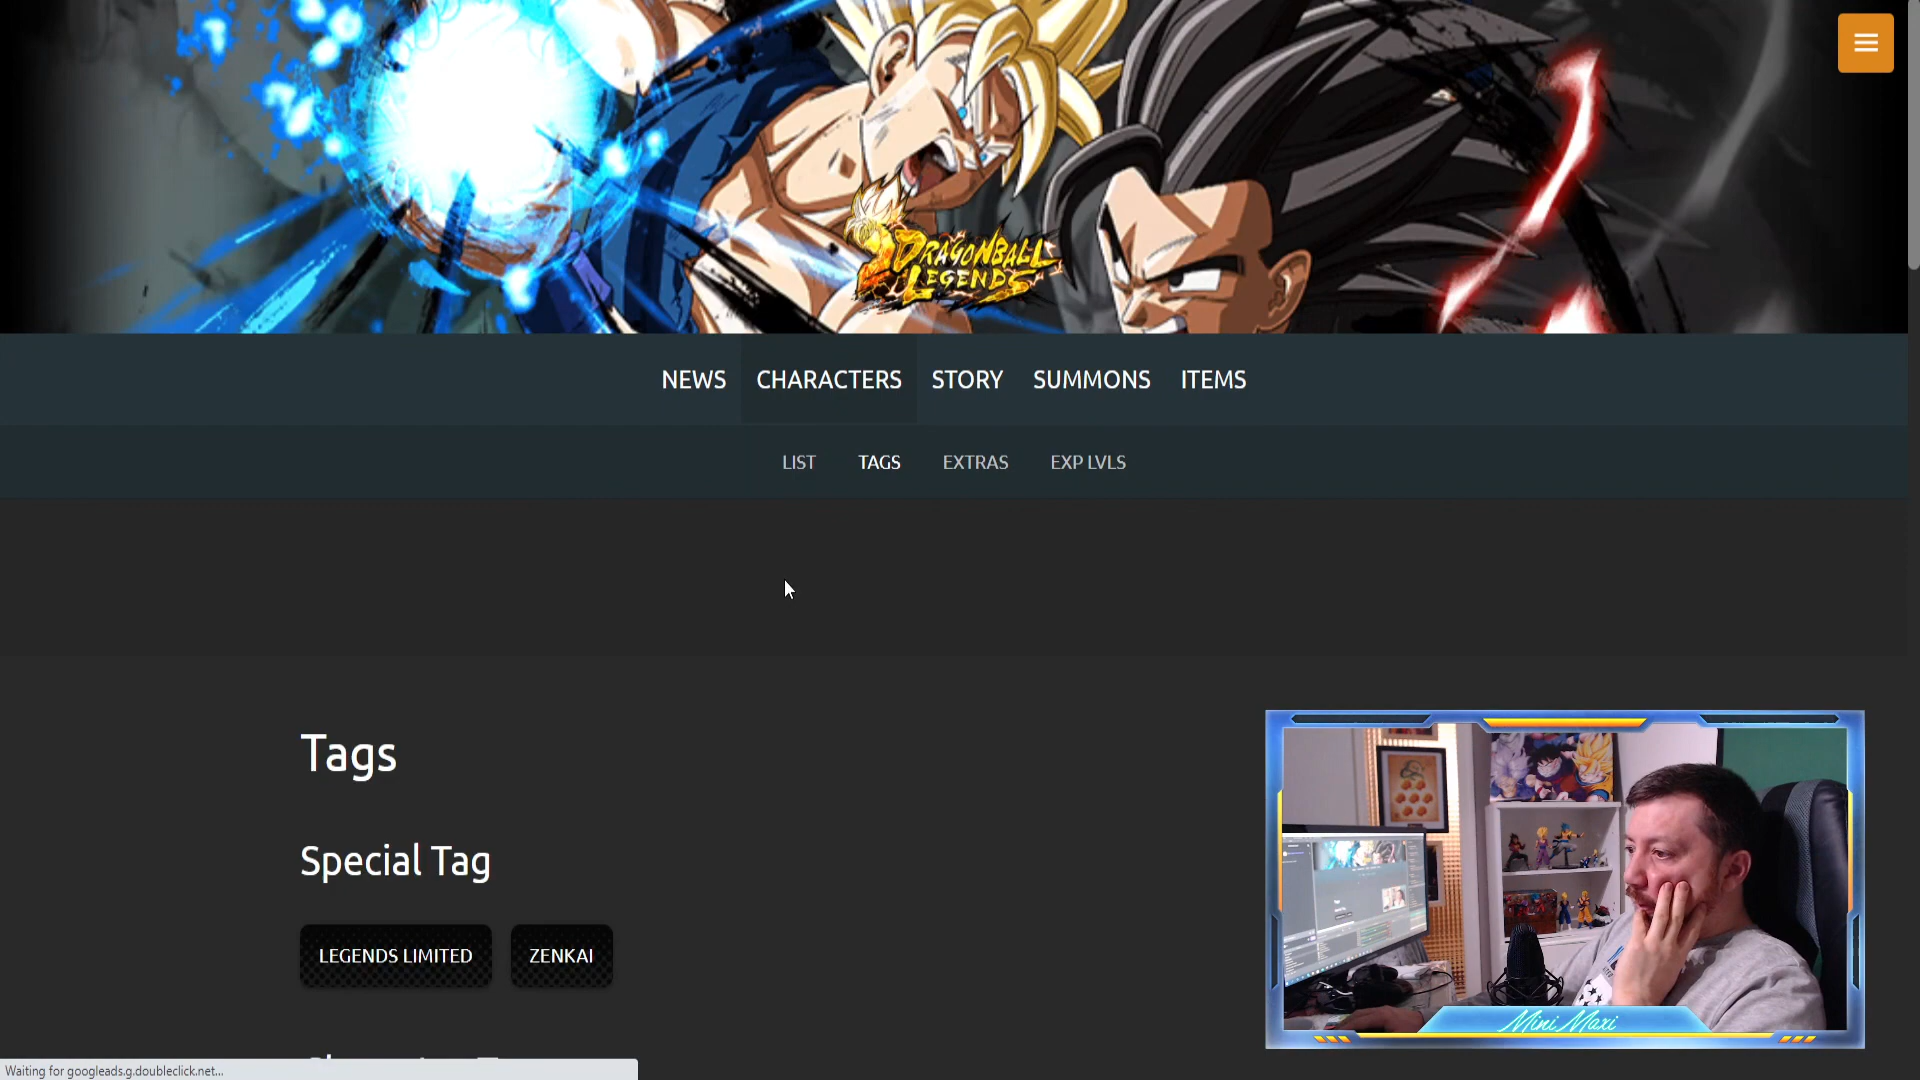 DRAGONBALL
LEGENDS
NEWS CHARACTERS STORY SUMMONS ITEMS
LIST TAGS EXTRAS EXP LVLS
Tags
Special Tag
LEGENDS LIMITED ZENKAI
Mini Maxi
Waiting for googleads.g.doubleclick.net...